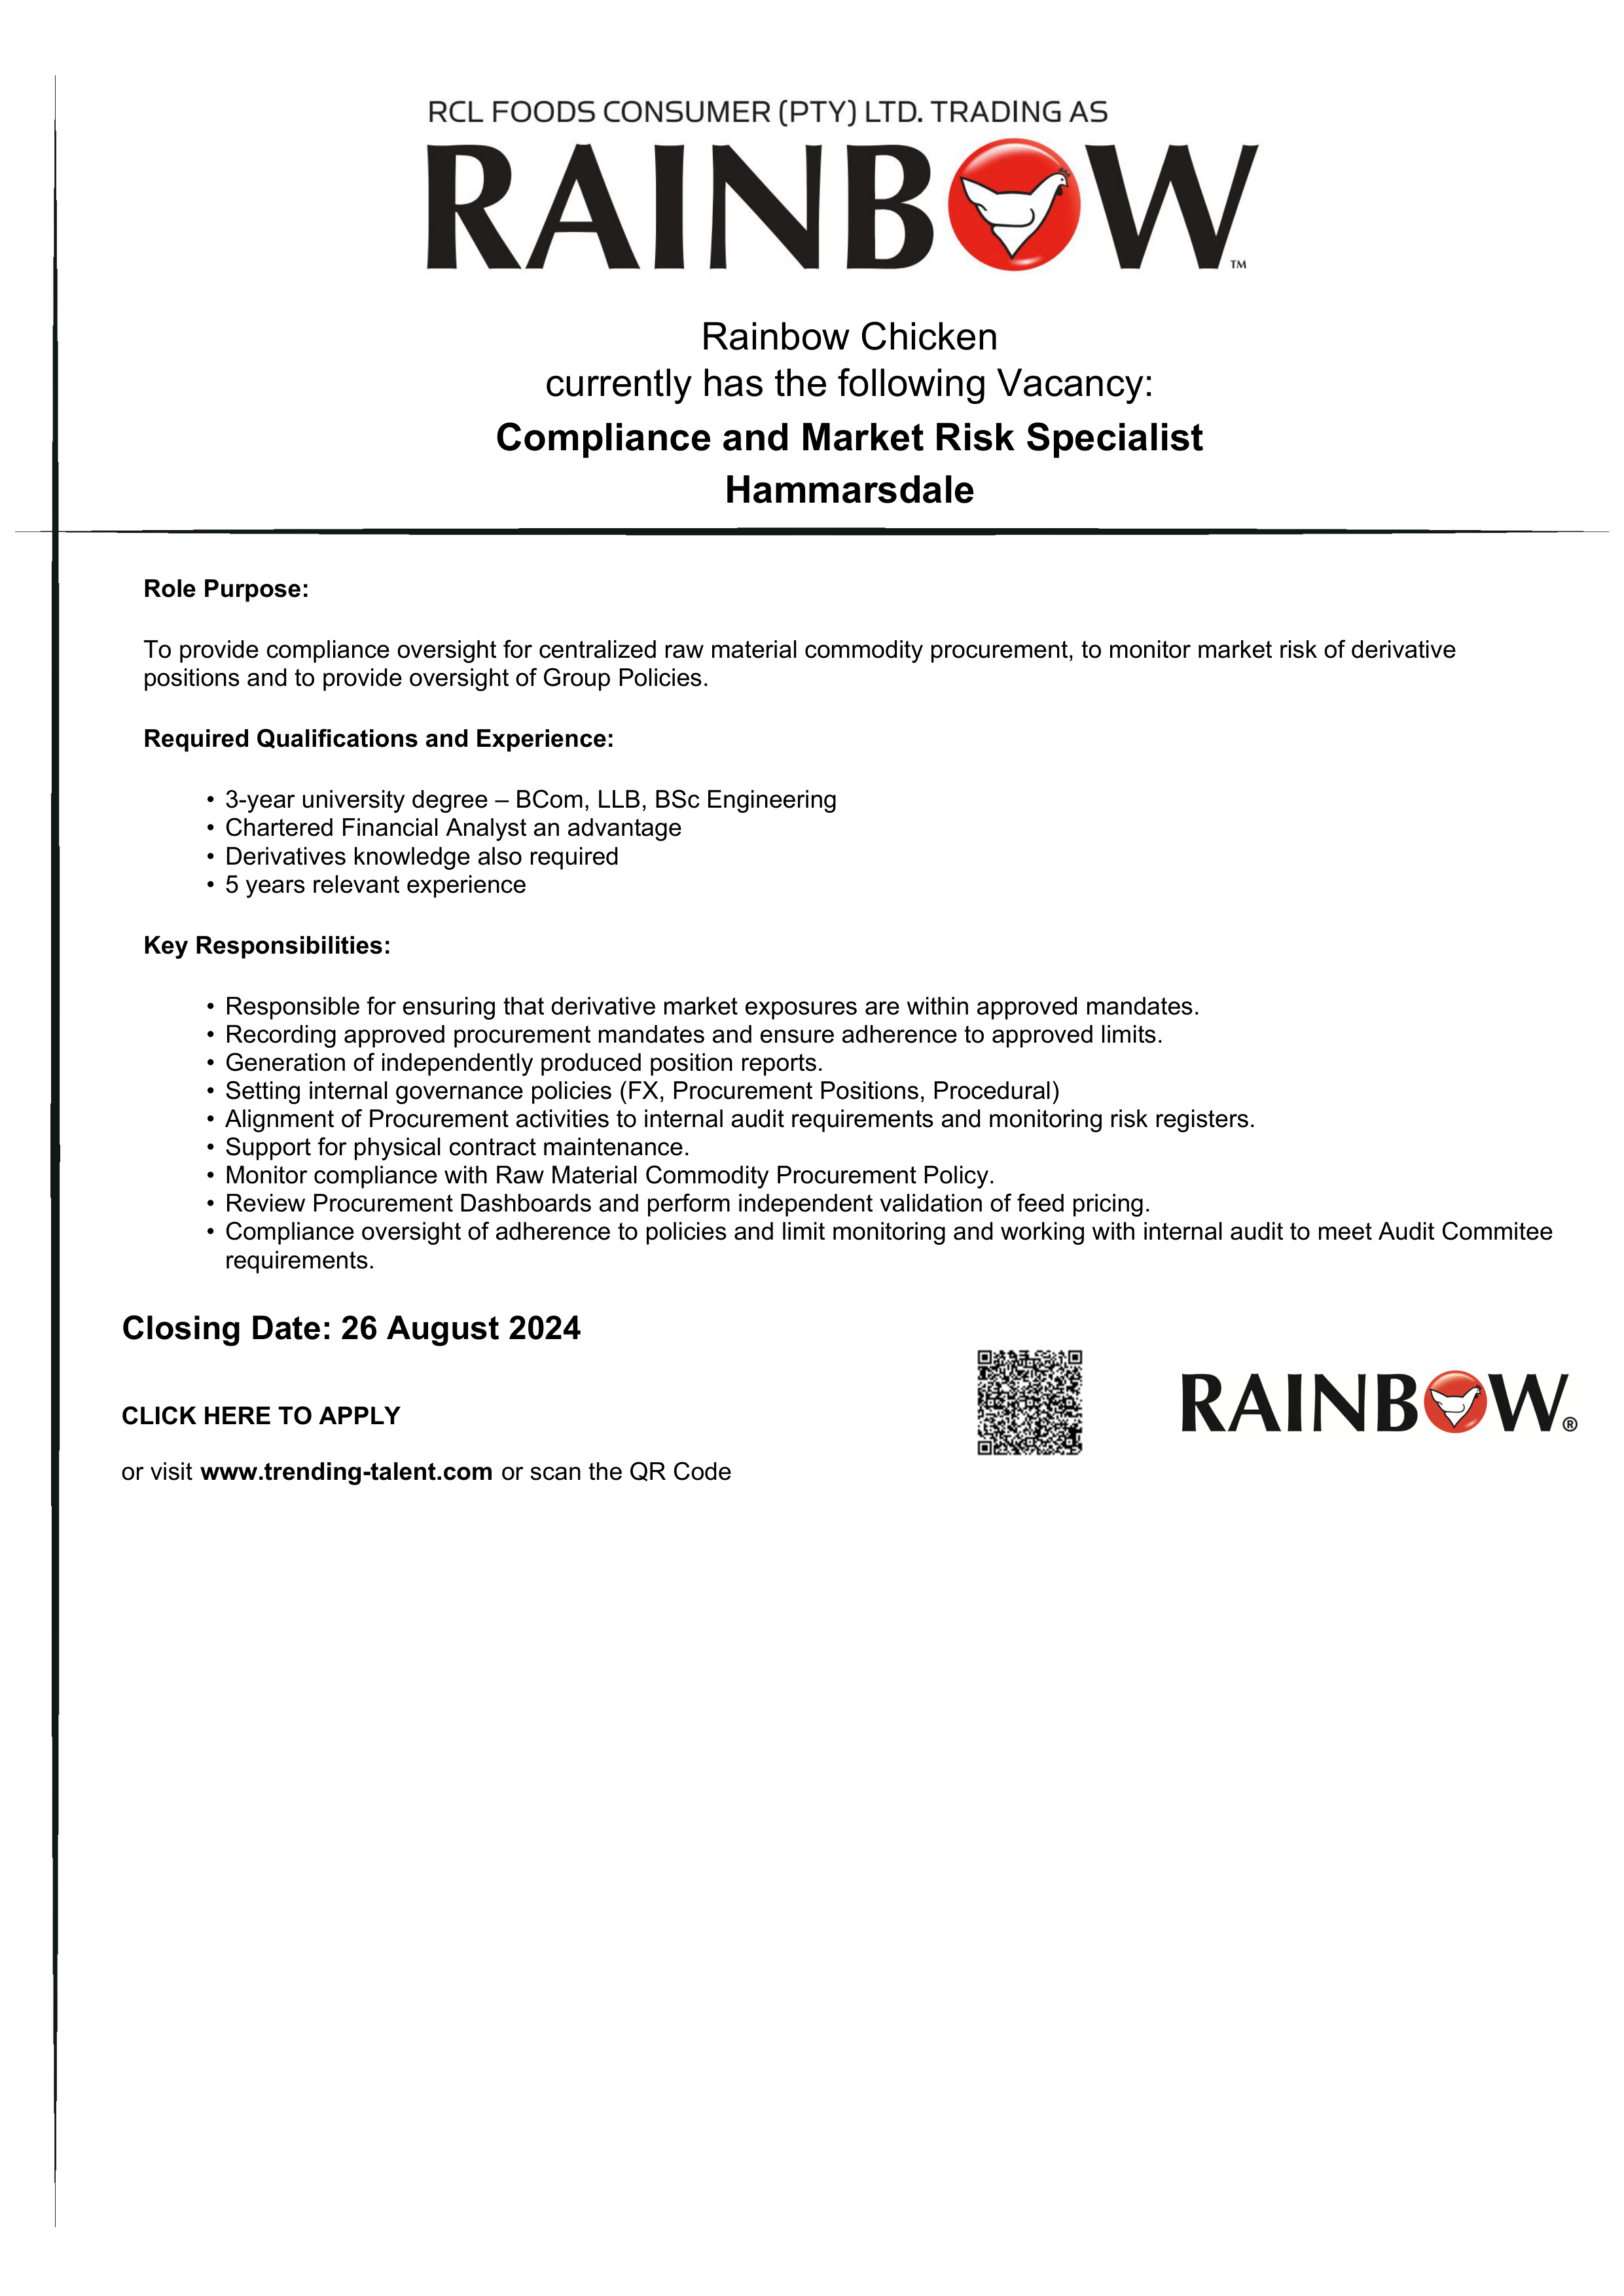 RCL FOODS CONSUMER (PTY) LTD. TRADING AS
RAINBOW™
Rainbow Chicken
currently has the following Vacancy:
Compliance and Market Risk Specialist
Hammarsdale
Role Purpose:
To provide compliance oversight for centralized raw material commodity procurement, to monitor market risk of derivative
positions and to provide oversight of Group Policies.
Required Qualifications and Experience:
• 3-year university degree – BCom, LLB, BSc Engineering
• Chartered Financial Analyst an advantage
• Derivatives knowledge also required
• 5 years relevant experience
Key Responsibilities:
• Responsible for ensuring that derivative market exposures are within approved mandates.
• Recording approved procurement mandates and ensure adherence to approved limits.
• Generation of independently produced position reports.
• Setting internal governance policies (FX, Procurement Positions, Procedural)
• Alignment of Procurement activities to internal audit requirements and monitoring risk registers.
• Support for physical contract maintenance.
• Monitor compliance with Raw Material Commodity Procurement Policy.
• Review Procurement Dashboards and perform independent validation of feed pricing.
• Compliance oversight of adherence to policies and limit monitoring and working with internal audit to meet Audit Commitee
requirements.
Closing Date: 26 August 2024
CLICK HERE TO APPLY
or visit www.trending-talent.com or scan the QR Code
RAINBOW®